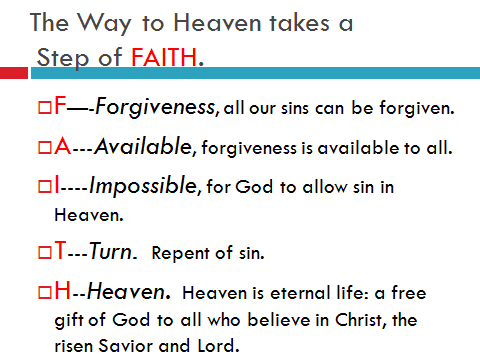 The Way to Heaven takes a
Step of FAITH.
F—-Forgiveness, all our sins can be forgiven.
A---Available, forgiveness is available to all.
I----Impossible, for God to allow sin in
Heaven.
T---Turn.  Repent of sin.
H--Heaven.  Heaven is eternal life: a free
gift of God to all who believe in Christ, the
risen Savior and Lord.